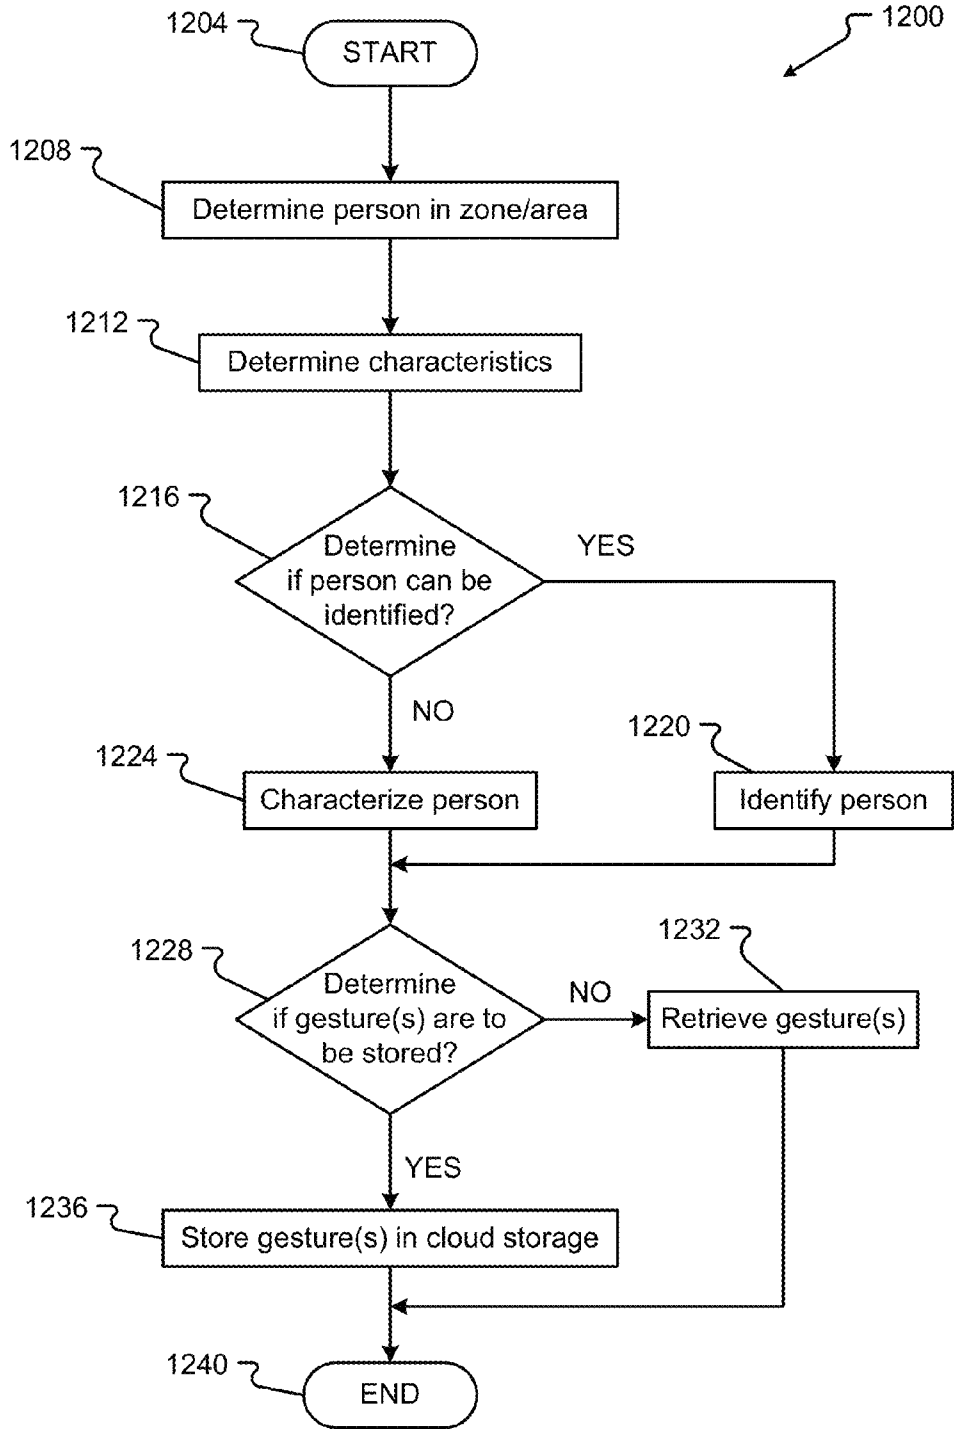 1200
1204
START
1208
Determine person in zone/area
1212
Determine characteristics
1216
Determine
if person can be
identified?
YES
NO
1220
1224
Characterize person
Identify person
1228
Determine
if gesture(s) are to
be stored?
NO
1232
Retrieve gesture(s)
YES
1236
Store gesture(s) in cloud storage
1240
END